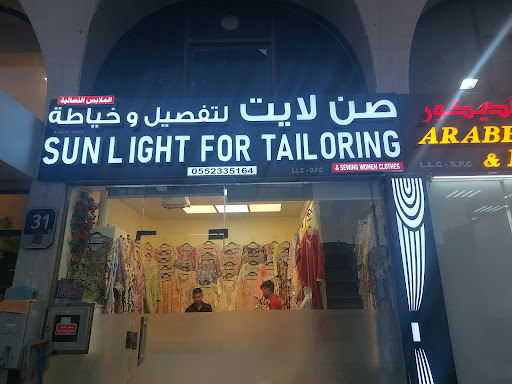 الملابس النسائية
صن لايت لتفصيل و خياطة
SUN LIGHT FOR TAILORING
& SEWING WOMEN CLOTHES
0552335164
L.L.C - S.P.C
ARABE
L.L.C - S.P.C
&
31